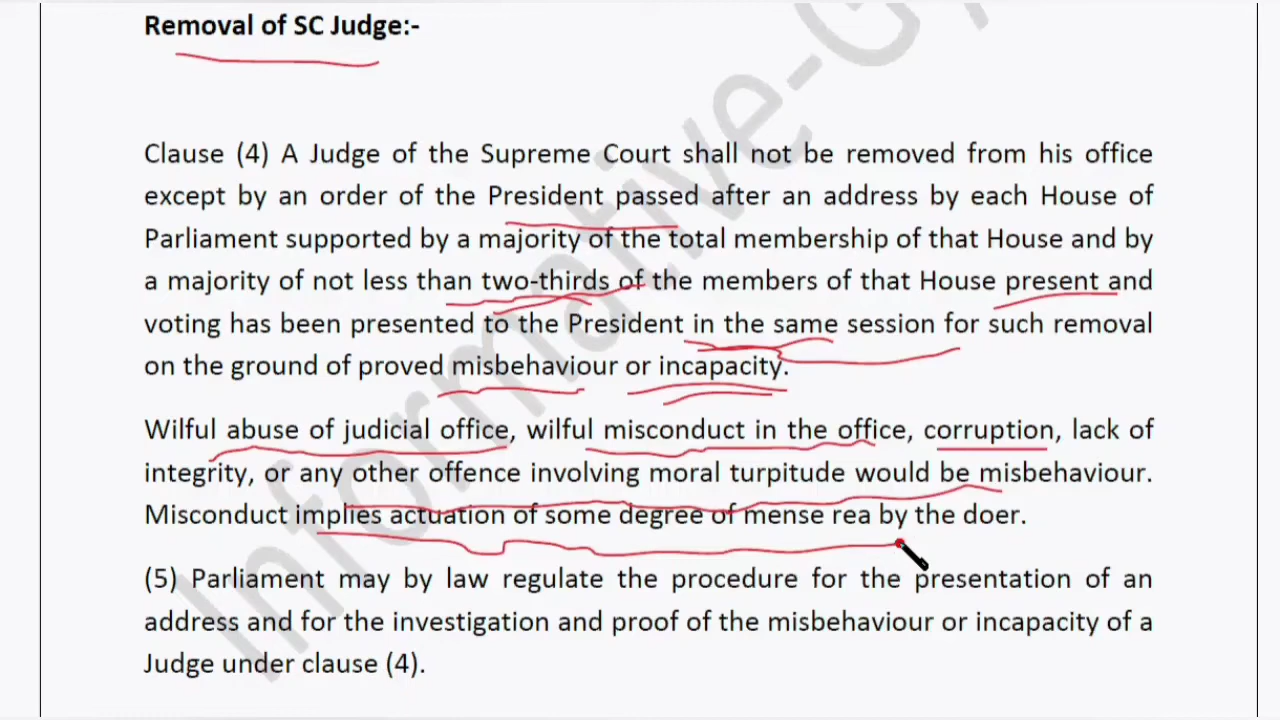 Removal of SC Judge:-
Clause (4) A Judge of the Supreme Court shall not be removed from his office
except by an order of the President passed after an address by each House of
Parliament supported by a majority of the total membership of that House and by
a majority of not less than two-thirds of the members of that House present and
voting has been presented to the President in the same session for such removal
on the ground of proved misbehaviour or incapacity.
Wilful abuse of judicial office, wilful misconduct in the office, corruption, lack of
integrity, or any other offence involving moral turpitude would be misbehaviour.
Misconduct implies actuation of some degree of mense rea by the doer.
(5) Parliament may by law regulate the procedure for the presentation of an
address and for the investigation and proof of the misbehaviour or incapacity of a
Judge under clause (4).
Informative-G